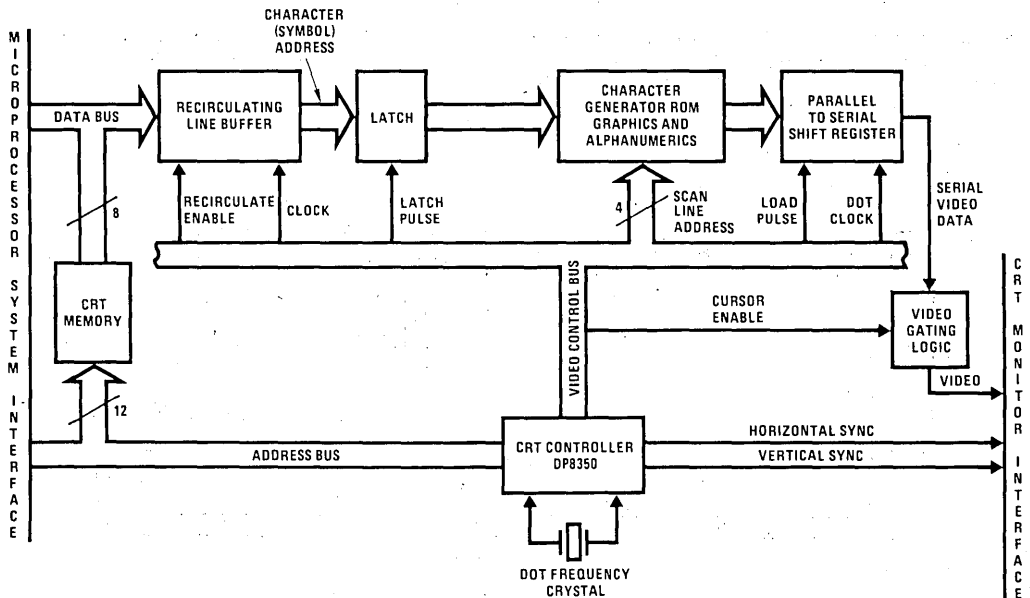 MICROPROCESSOR SYSTEM INTERFACE
CHARACTER
(SYMBOL)
ADDRESS
DATA BUS
RECIRCULATING
LINE BUFFER
LATCH
CHARACTER
GENERATOR ROM
GRAPHICS AND
ALPHANUMERICS
PARALLEL
TO SERIAL
SHIFT REGISTER
8
RECIRCULATE
ENABLE
CLOCK
LATCH
PULSE
4
SCAN
LINE
ADDRESS
LOAD
PULSE
DOT
CLOCK
SERIAL
VIDEO
DATA
CRT
MEMORY
VIDEO CONTROL BUS
CURSOR
ENABLE
VIDEO
GATING
LOGIC
VIDEO
12
ADDRESS BUS
CRT CONTROLLER
DP8350
HORIZONTAL SYNC
VERTICAL SYNC
DOT FREQUENCY
CRYSTAL
CRT MONITOR INTERFACE